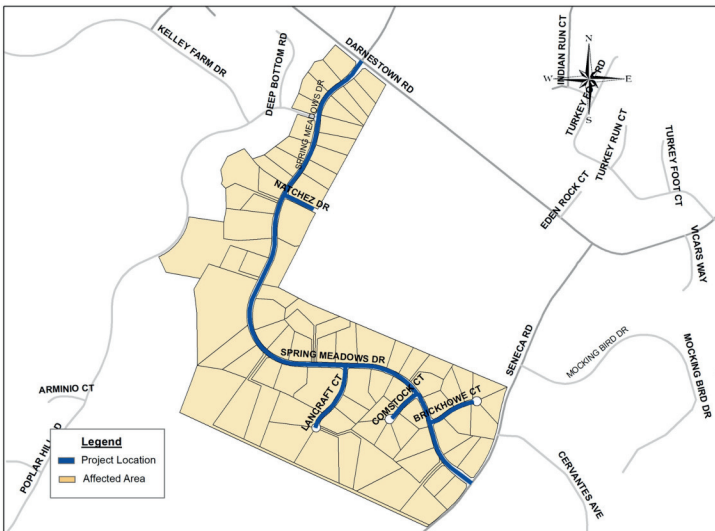 DARNESTOWN RD
KELLEY FARM DR
DEEP BOTTOM RD
SPRING MEADOWS DR
INDIAN RUN CT
N
W
E
S
TURKEY FOOT RD
TURKEY RUN CT
TURKEY FOOT CT
EDEN ROCK CT
NATCHEZ DR
VICARS WAY
SENECA RD
MOCKING BIRD DR
MOCKING BIRD DR
SPRING MEADOWS DR
LANCRAFT CT
COMSTOCK CT
BRICKHOWE CT
ARMINIO CT
POPLAR HILL RD
CERVANTES AVE
Legend
Project Location
Affected Area